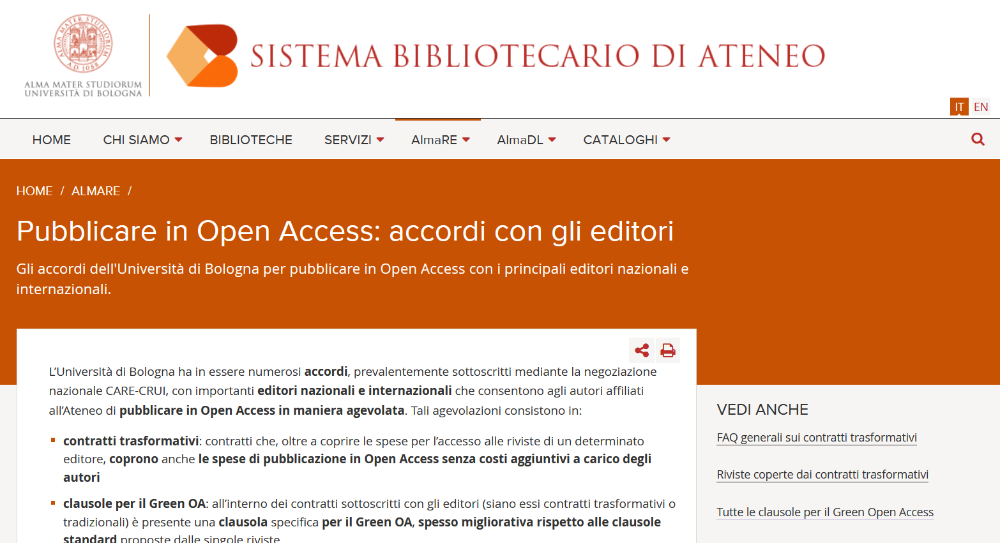 ALMA MATER STUDIORUM
A.D. 1088
ALMA MATER STUDIORUM
UNIVERSITÀ DI BOLOGNA
SISTEMA BIBLIOTECARIO DI ATENEO
IT EN
HOME CHI SIAMO BIBLIOTECHE SERVIZI AlmaRE AlmaDL CATALOGHI
HOME / ALMARE /
Pubblicare in Open Access: accordi con gli editori
Gli accordi dell'Università di Bologna per pubblicare in Open Access con i principali editori nazionali e
internazionali.
L’Università di Bologna ha in essere numerosi accordi, prevalentemente sottoscritti mediante la negoziazione
nazionale CARE-CRUI, con importanti editori nazionali e internazionali che consentono agli autori affiliati
all’Ateneo di pubblicare in Open Access in maniera agevolata. Tali agevolazioni consistono in:
contratti trasformativi: contratti che, oltre a coprire le spese per l’accesso alle riviste di un determinato
editore, coprono anche le spese di pubblicazione in Open Access senza costi aggiuntivi a carico degli
autori
clausole per il Green OA: all’interno dei contratti sottoscritti con gli editori (siano essi contratti trasformativi o
tradizionali) è presente una clausola specifica per il Green OA, spesso migliorativa rispetto alle clausole
standard proposte dalle singole riviste
VEDI ANCHE
FAQ generali sui contratti trasformativi
Riviste coperte dai contratti trasformativi
Tutte le clausole per il Green Open Access